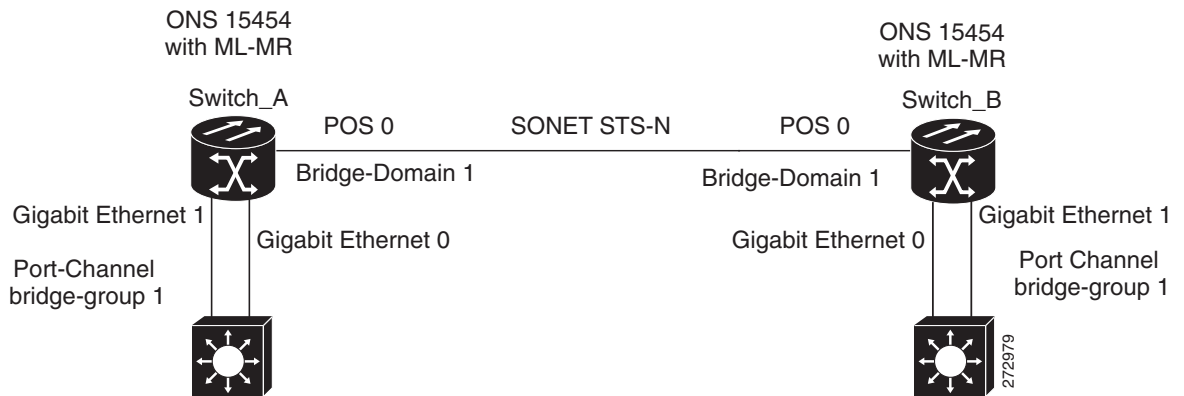 ONS 15454
with ML-MR
Switch_A
ONS 15454
with ML-MR
Switch_B
POS 0
SONET STS-N
POS 0
Bridge-Domain 1
Bridge-Domain 1
Gigabit Ethernet 1
Gigabit Ethernet 0
Gigabit Ethernet 0
Gigabit Ethernet 1
Port-Channel
bridge-group 1
Port Channel
bridge-group 1
272979